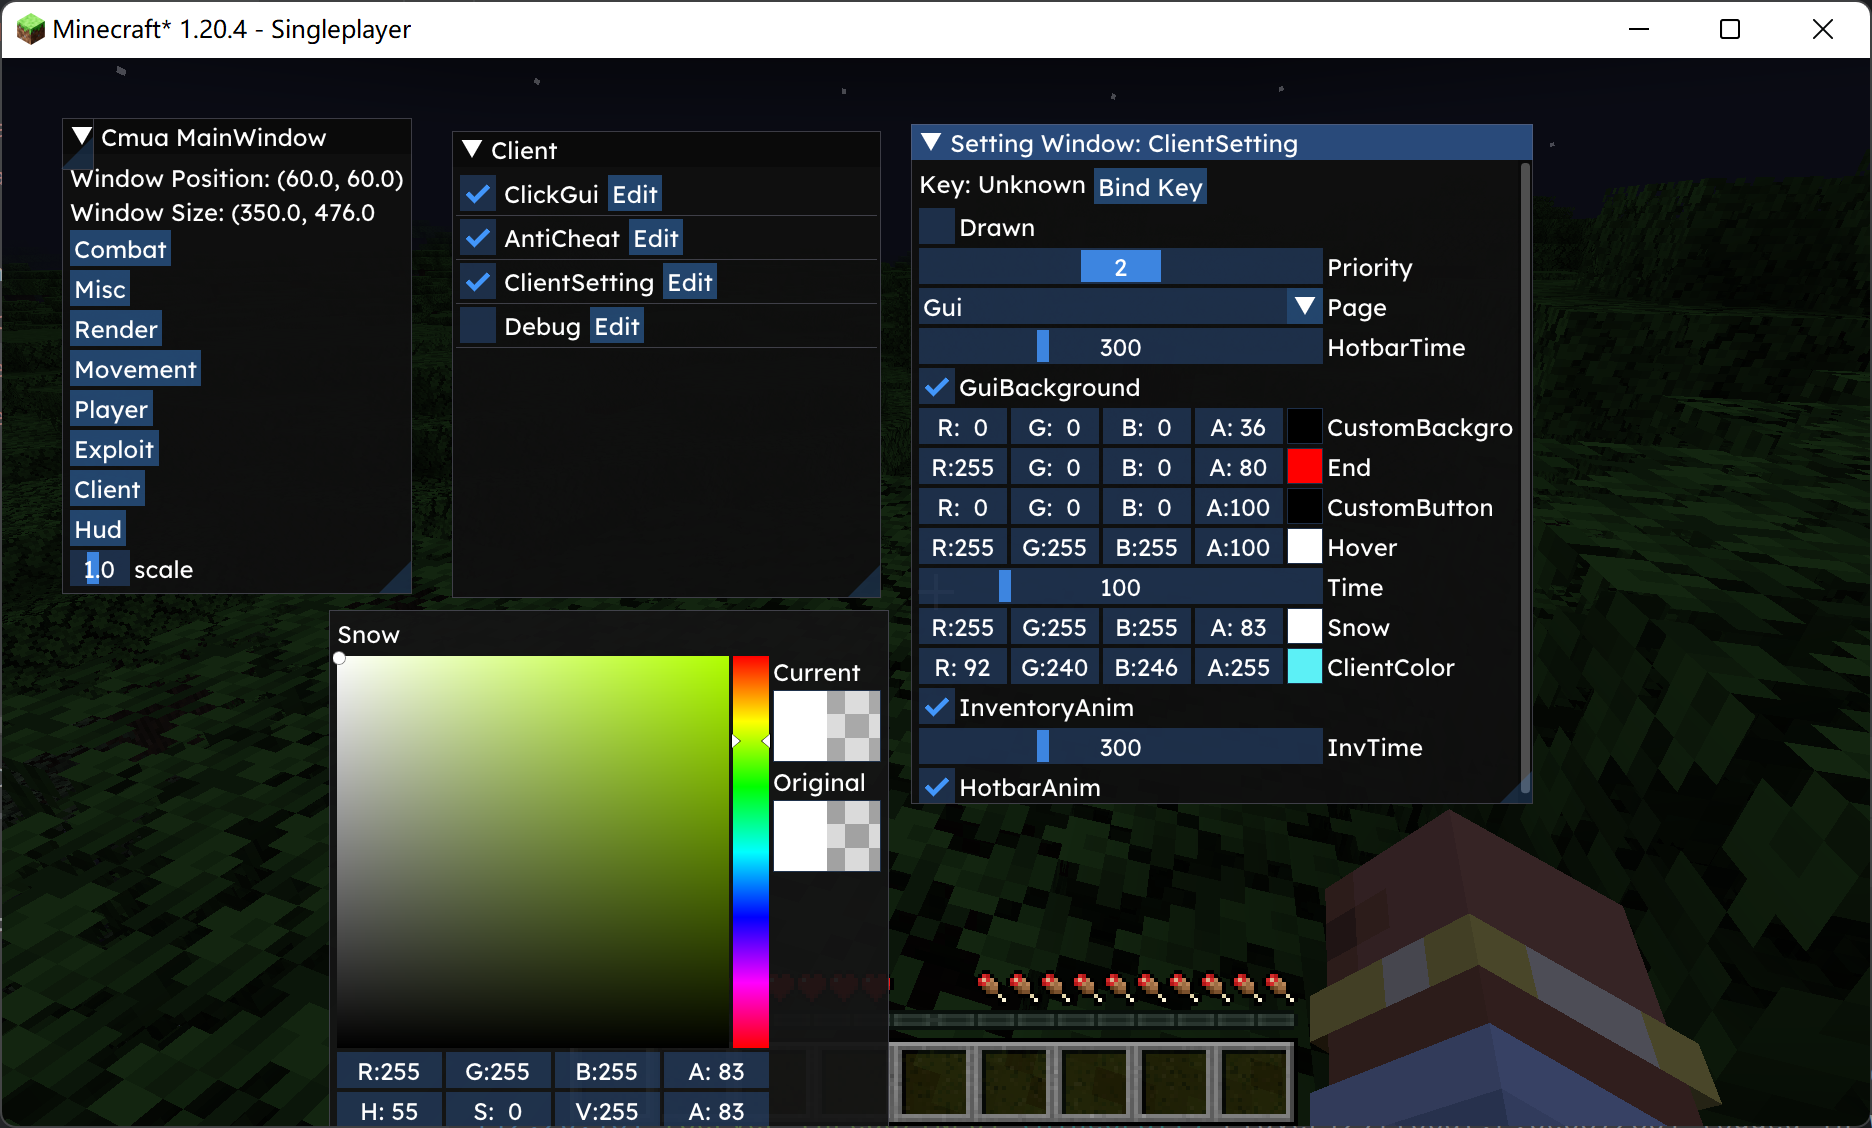 Minecraft* 1.20.4 - Singleplayer
Cmua MainWindow
Window Position: (60.0, 60.0)
Window Size: (350.0, 476.0
Combat
Misc
Render
Movement
Player
Exploit
Client
Hud
1.0 scale
Client
ClickGui Edit
AntiCheat Edit
ClientSetting Edit
Debug Edit
Setting Window: ClientSetting
Key: Unknown Bind Key
Drawn
2 Priority
Gui Page
300 HotbarTime
GuiBackground
R: 0 G: 0 B: 0 A: 36 CustomBackgro
R:255 G: 0 B: 0 A: 80 End
R: 0 G: 0 B: 0 A:100 CustomButton
R:255 G:255 B:255 A:100 Hover
100 Time
R:255 G:255 B:255 A: 83 Snow
R: 92 G:240 B:246 A:255 ClientColor
InventoryAnim
300 InvTime
HotbarAnim
Snow
Current
Original
R:255 G:255 B:255 A: 83
H: 55 S: 0 V:255 A: 83